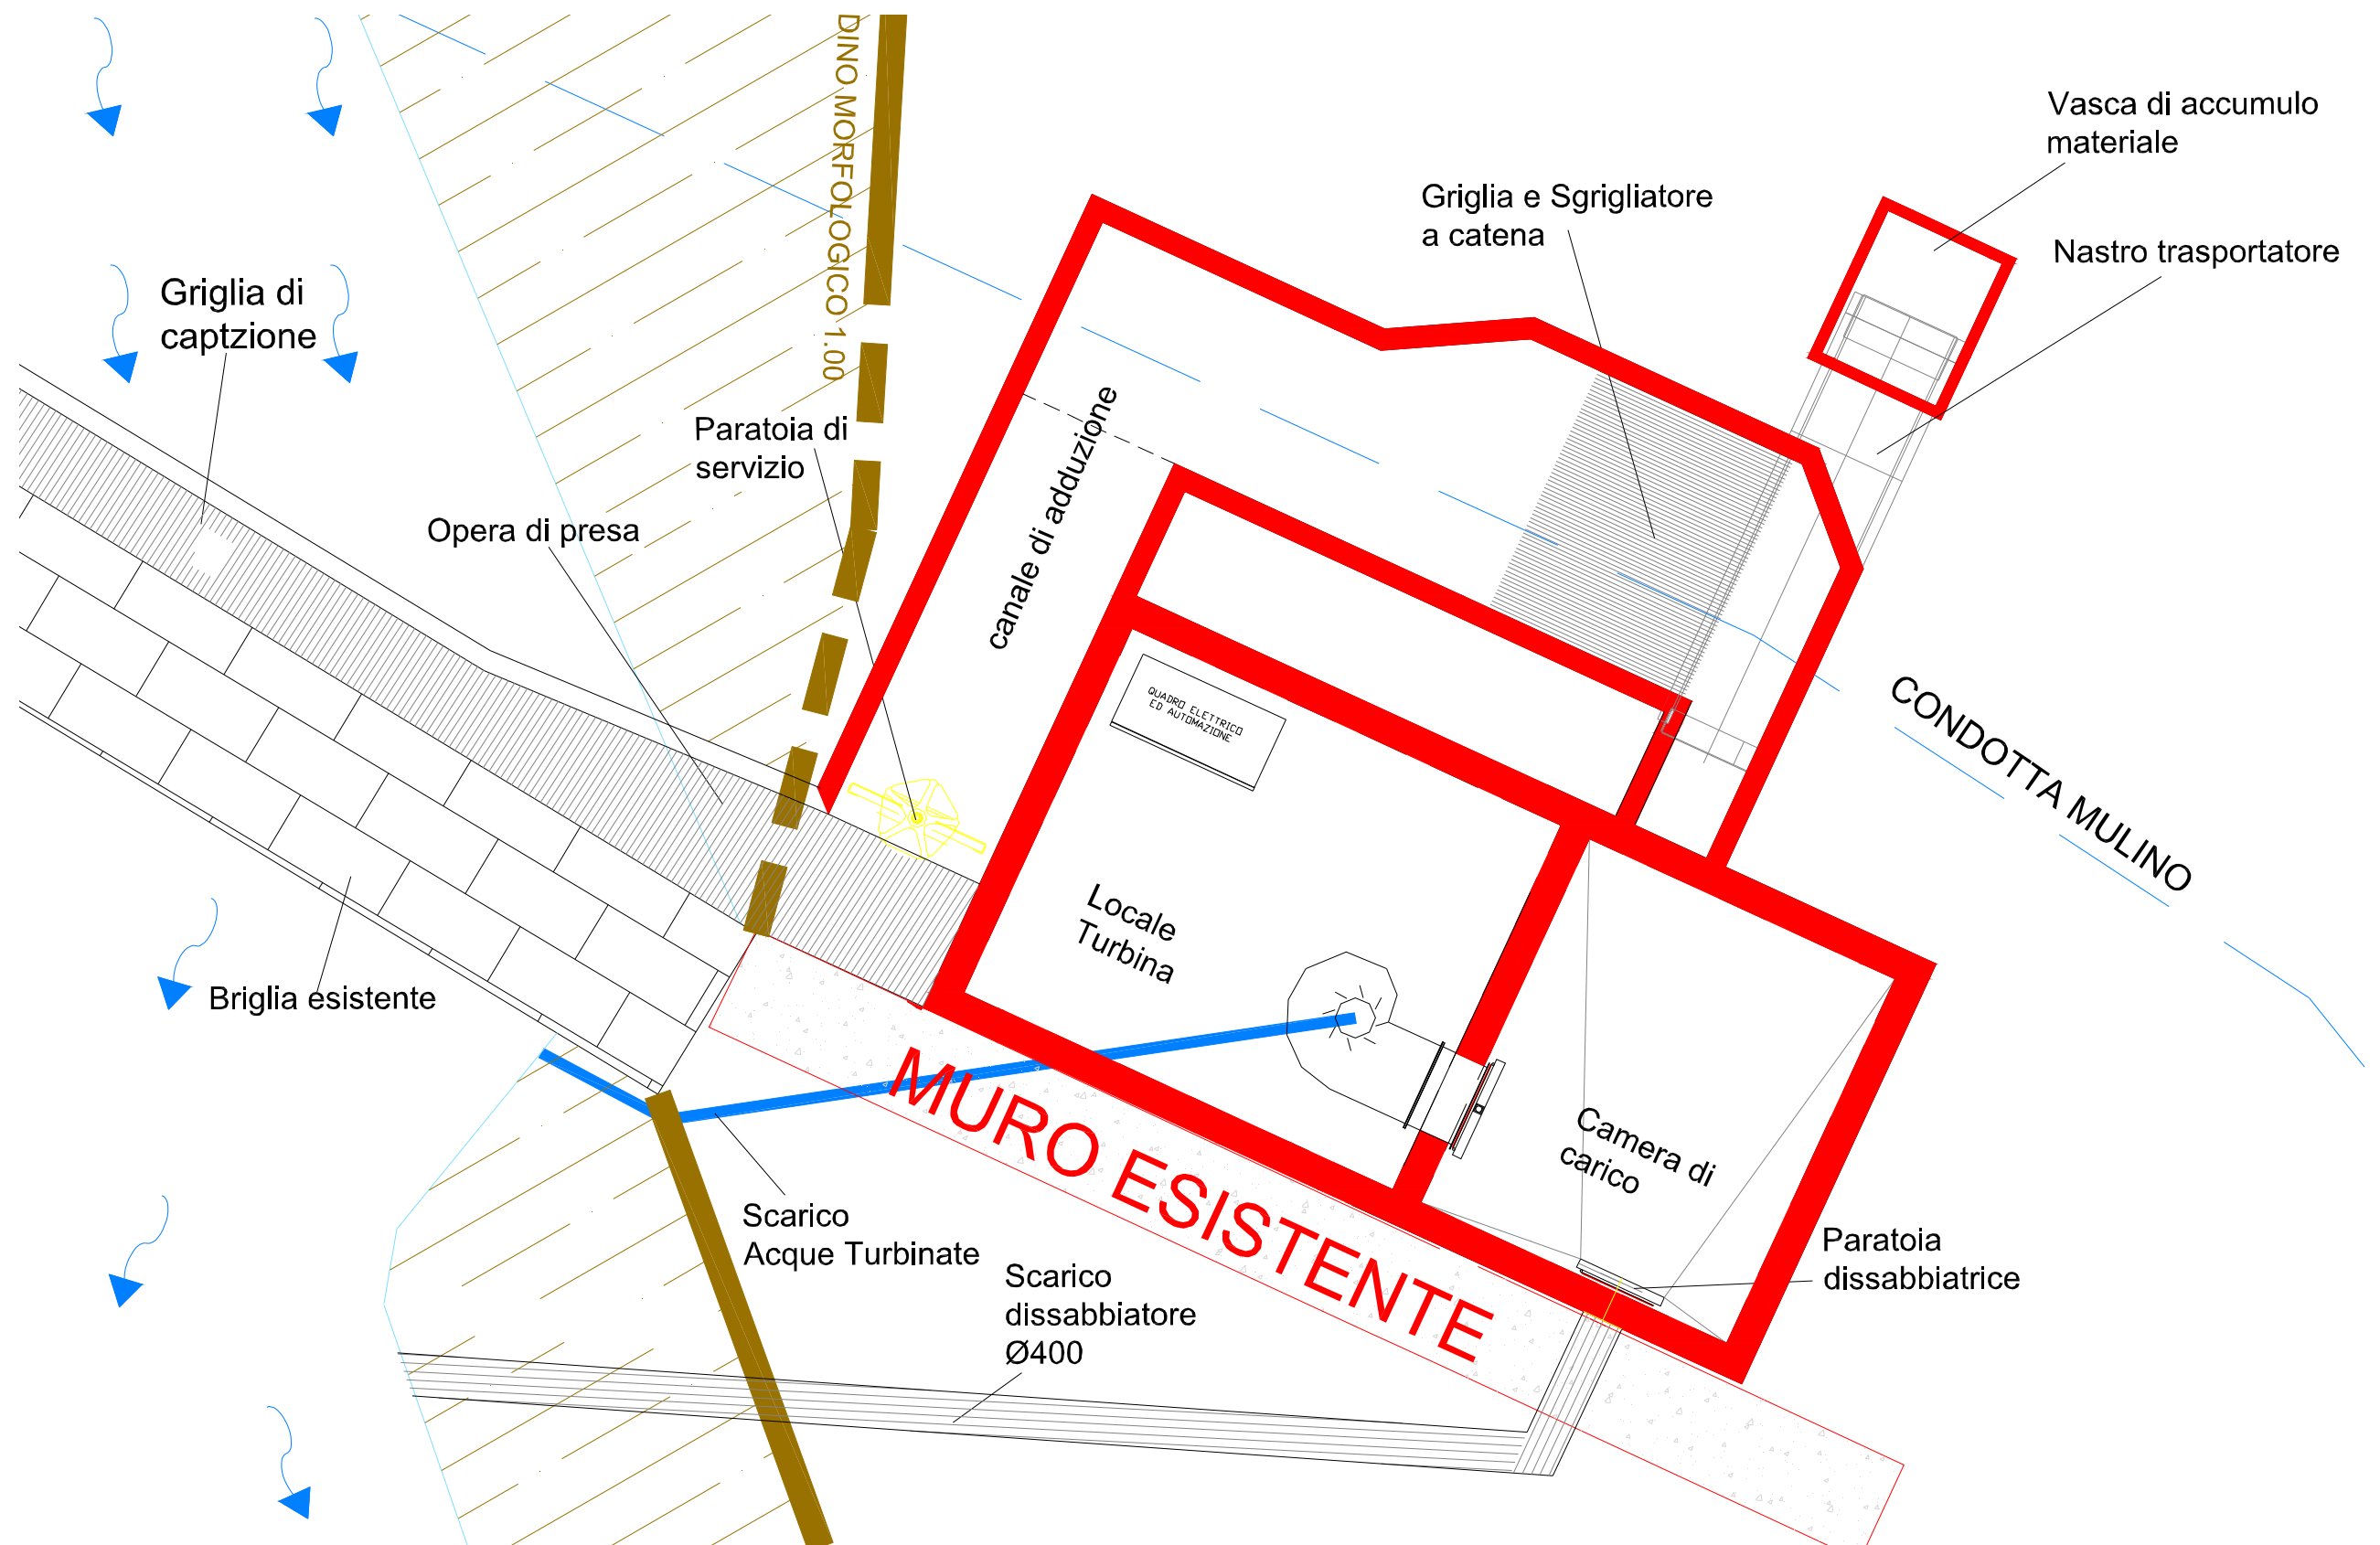 DINO MORFOLOGICO 1.00
Vasca di accumulo
materiale
Griglia e Sgrigliatore
a catena
Nastro trasportatore
Griglia di
captzione
Paratoia di
servizio
Opera di presa
canale di adduzione
QUADRO ELETTRICO
ED AUTOMAZIONE
CONDOTTA MULINO
Locale
Turbina
Briglia esistente
MURO ESISTENTE
Camera di
carico
Scarico
Acque Turbinate
Paratoia
dissabbiatrice
Scarico
dissabbiatore
Ø400